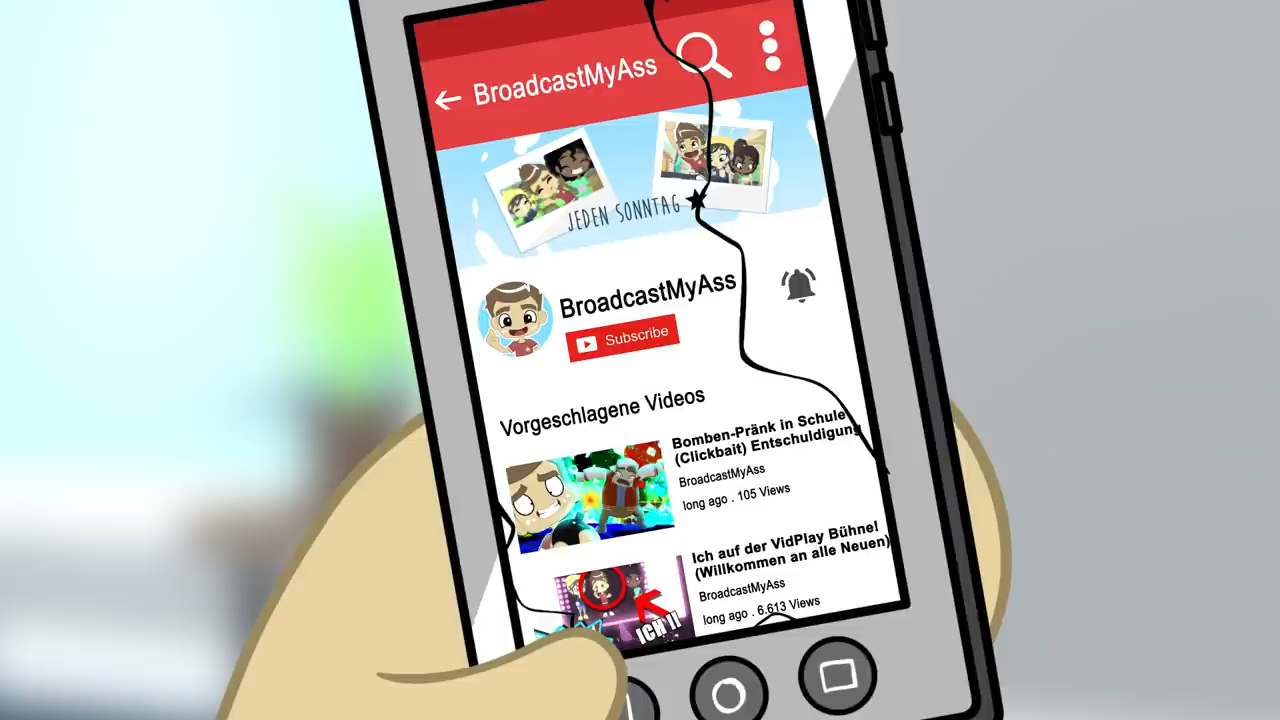 BroadcastMyAss
JEDEN SONNTAG
BroadcastMyAss
Subscribe
Vorgeschlagene Videos
Bomben-Pränk in Schule
(Clickbait) Entschuldigung
BroadcastMyAss
long ago . 105 Views
Ich auf der VidPlay Bühne!
(Willkommen an alle Neuen)
BroadcastMyAss
long ago . 6.613 Views
ICH !!